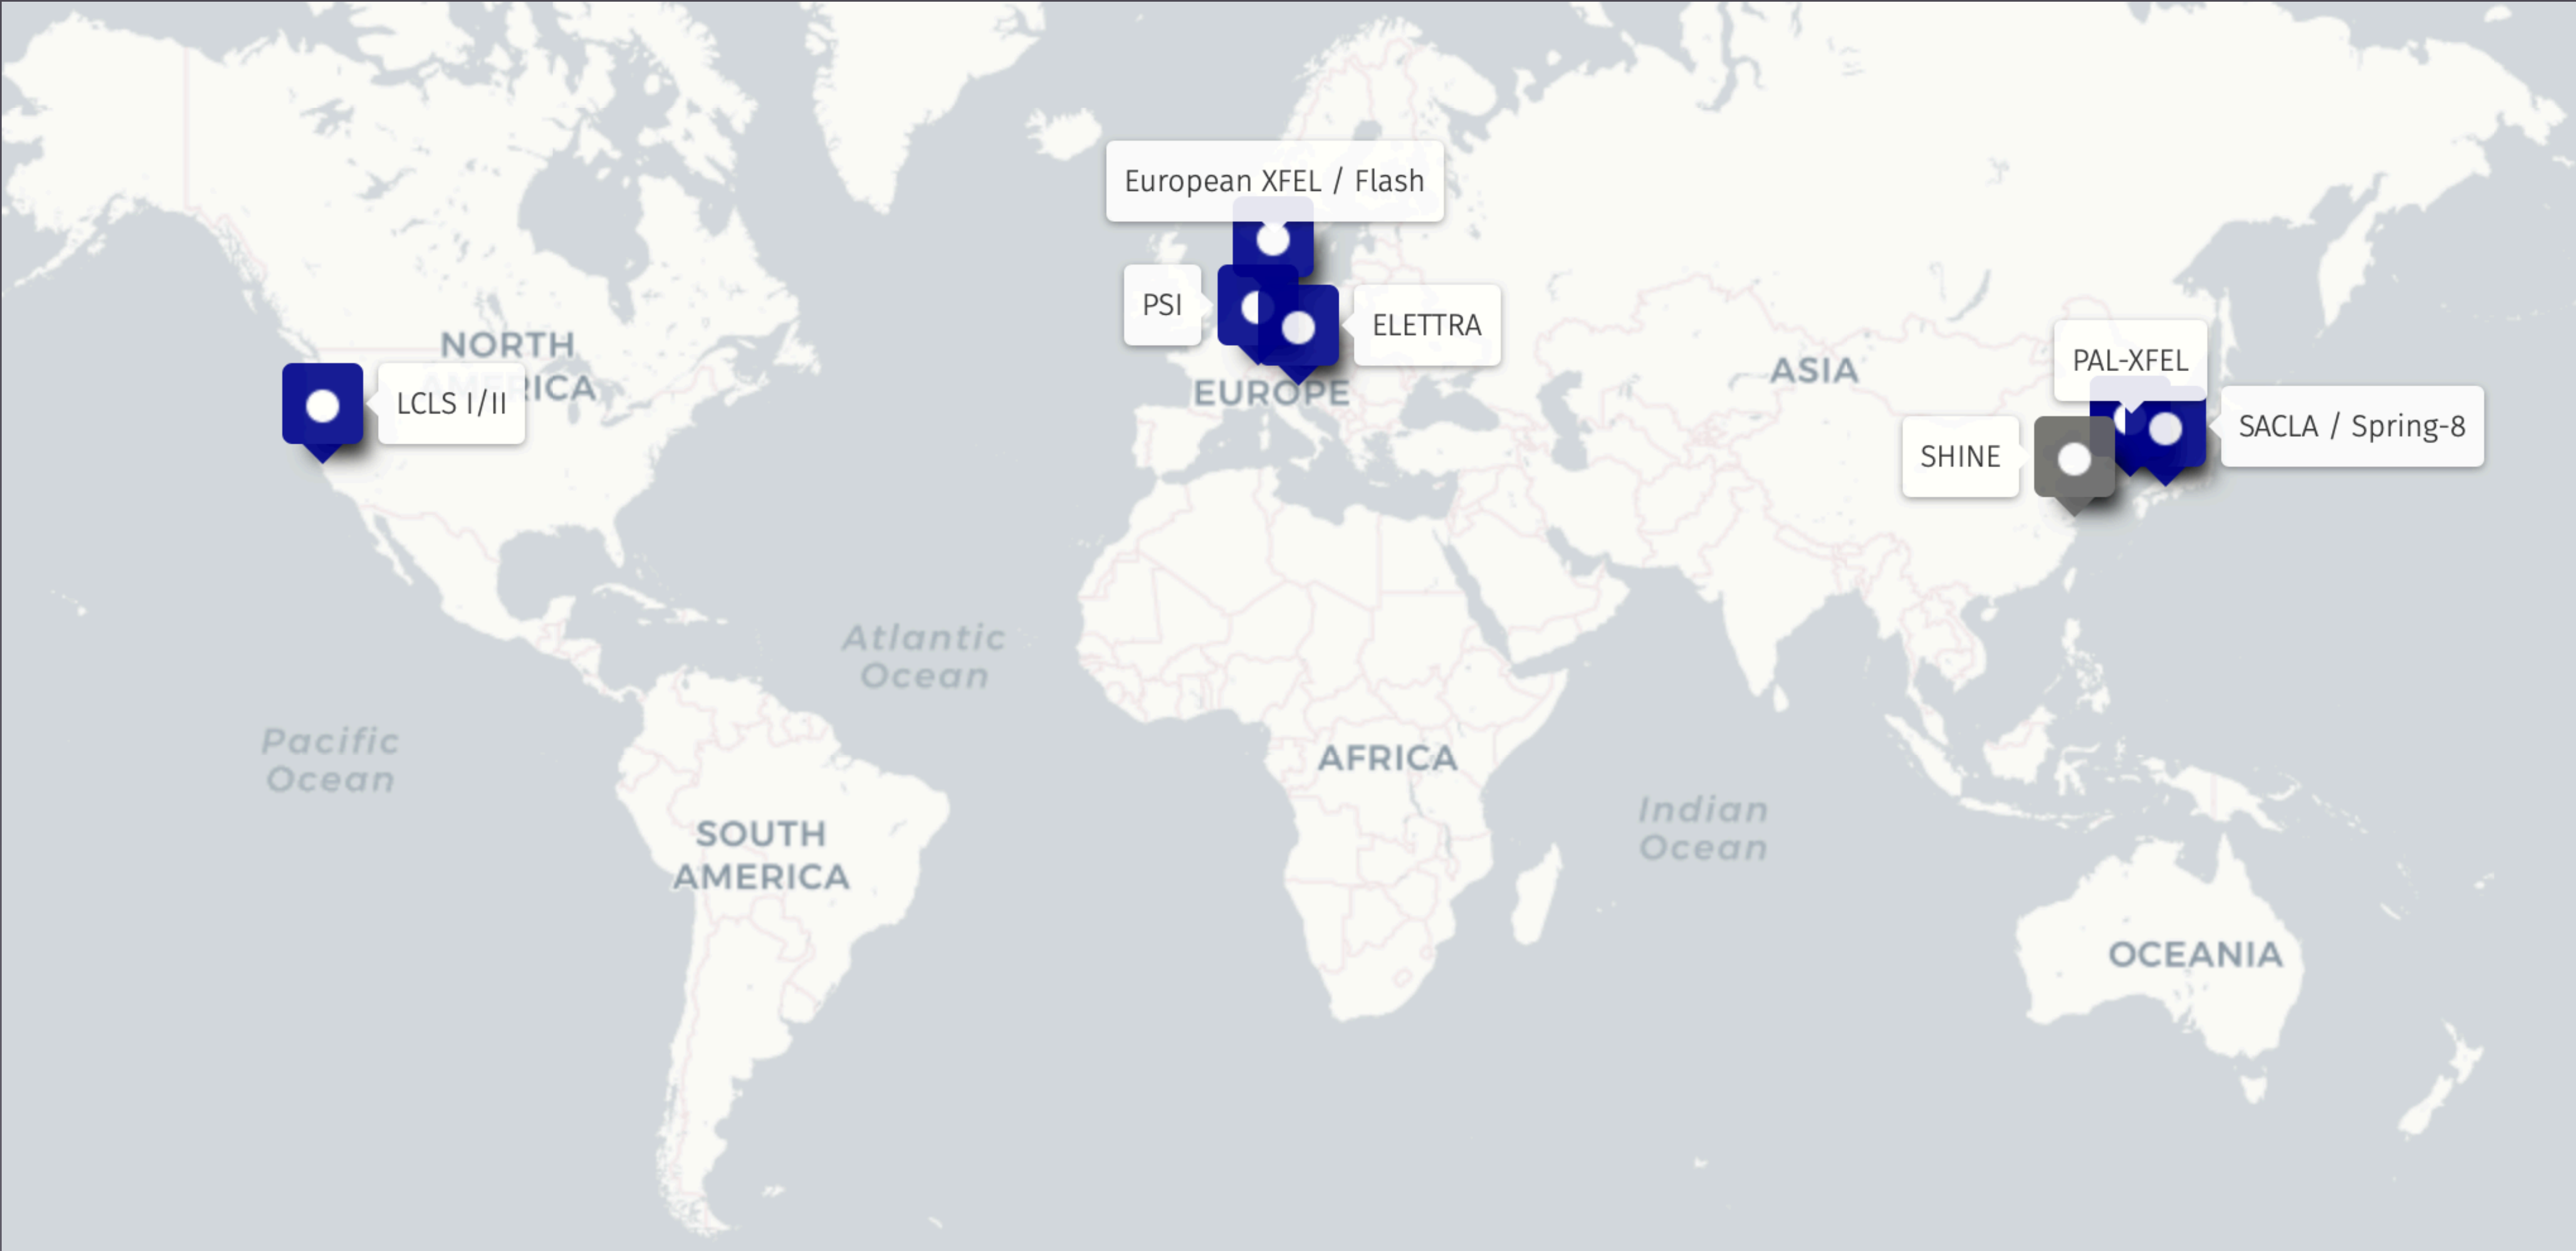 European XFEL / Flash
PSI
ELETTRA
NORTH
AMERICA
LCLS I/II
EUROPE
ASIA
PAL-XFEL
SACLA / Spring-8
SHINE
Atlantic
Ocean
Pacific
Ocean
AFRICA
Indian
Ocean
SOUTH
AMERICA
OCEANIA